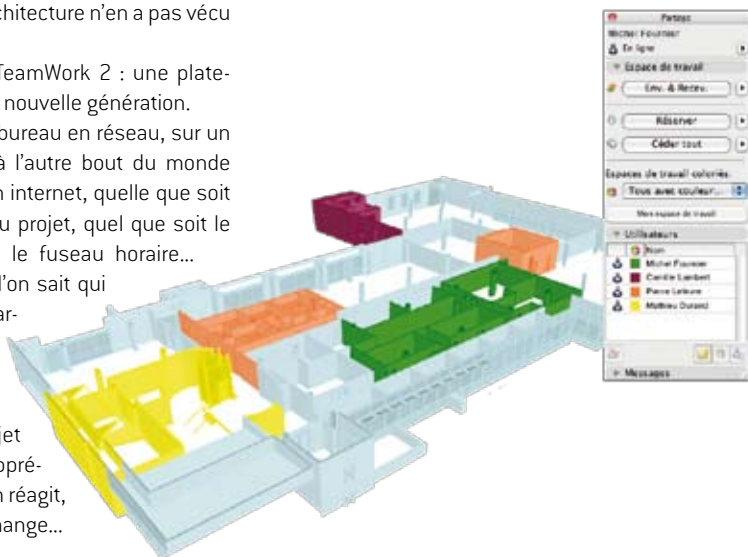 chitecture n’en a pas vécu
TeamWork 2 : une plate-
nouvelle génération.
bureau en réseau, sur un
à l’autre bout du monde
n internet, quelle que soit
u projet, quel que soit le
le fuseau horaire...
l’on sait qui
ar-
jet
opré-
n réagit,
hange...
Partage
Michel Fournier
En ligne
Espace de travail
Env. & Recev.
Réserver
Céder tout
Espaces de travail coloriés:
Tous avec couleur...
Mon espace de travail
Utilisateurs
Nom
Michel Fournier
Camille Lambert
Pierre Lefeuvre
Mathieu Durand
Messages